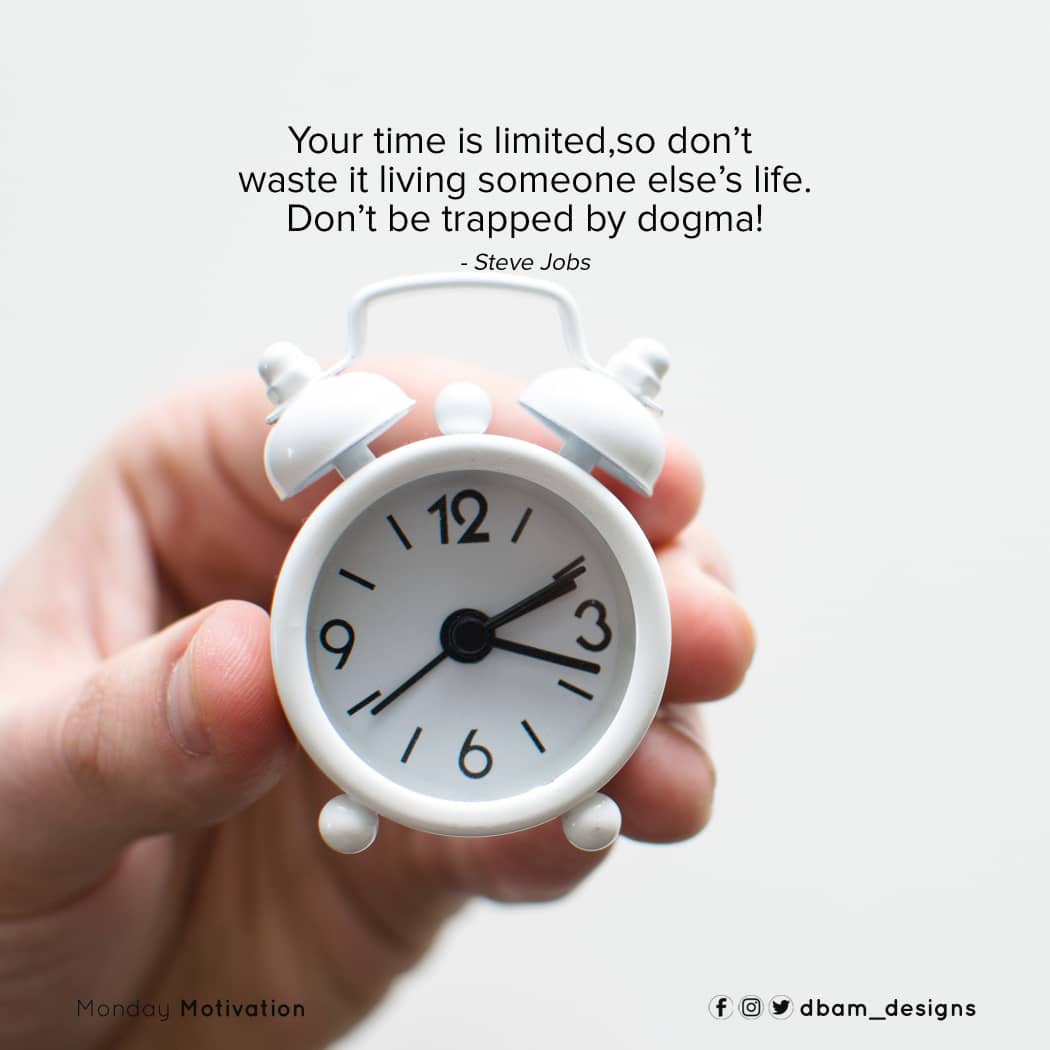 Your time is limited,so don’t
waste it living someone else’s life.
Don’t be trapped by dogma!
- Steve Jobs
12
3
9
6
Monday Motivation
dbam_designs